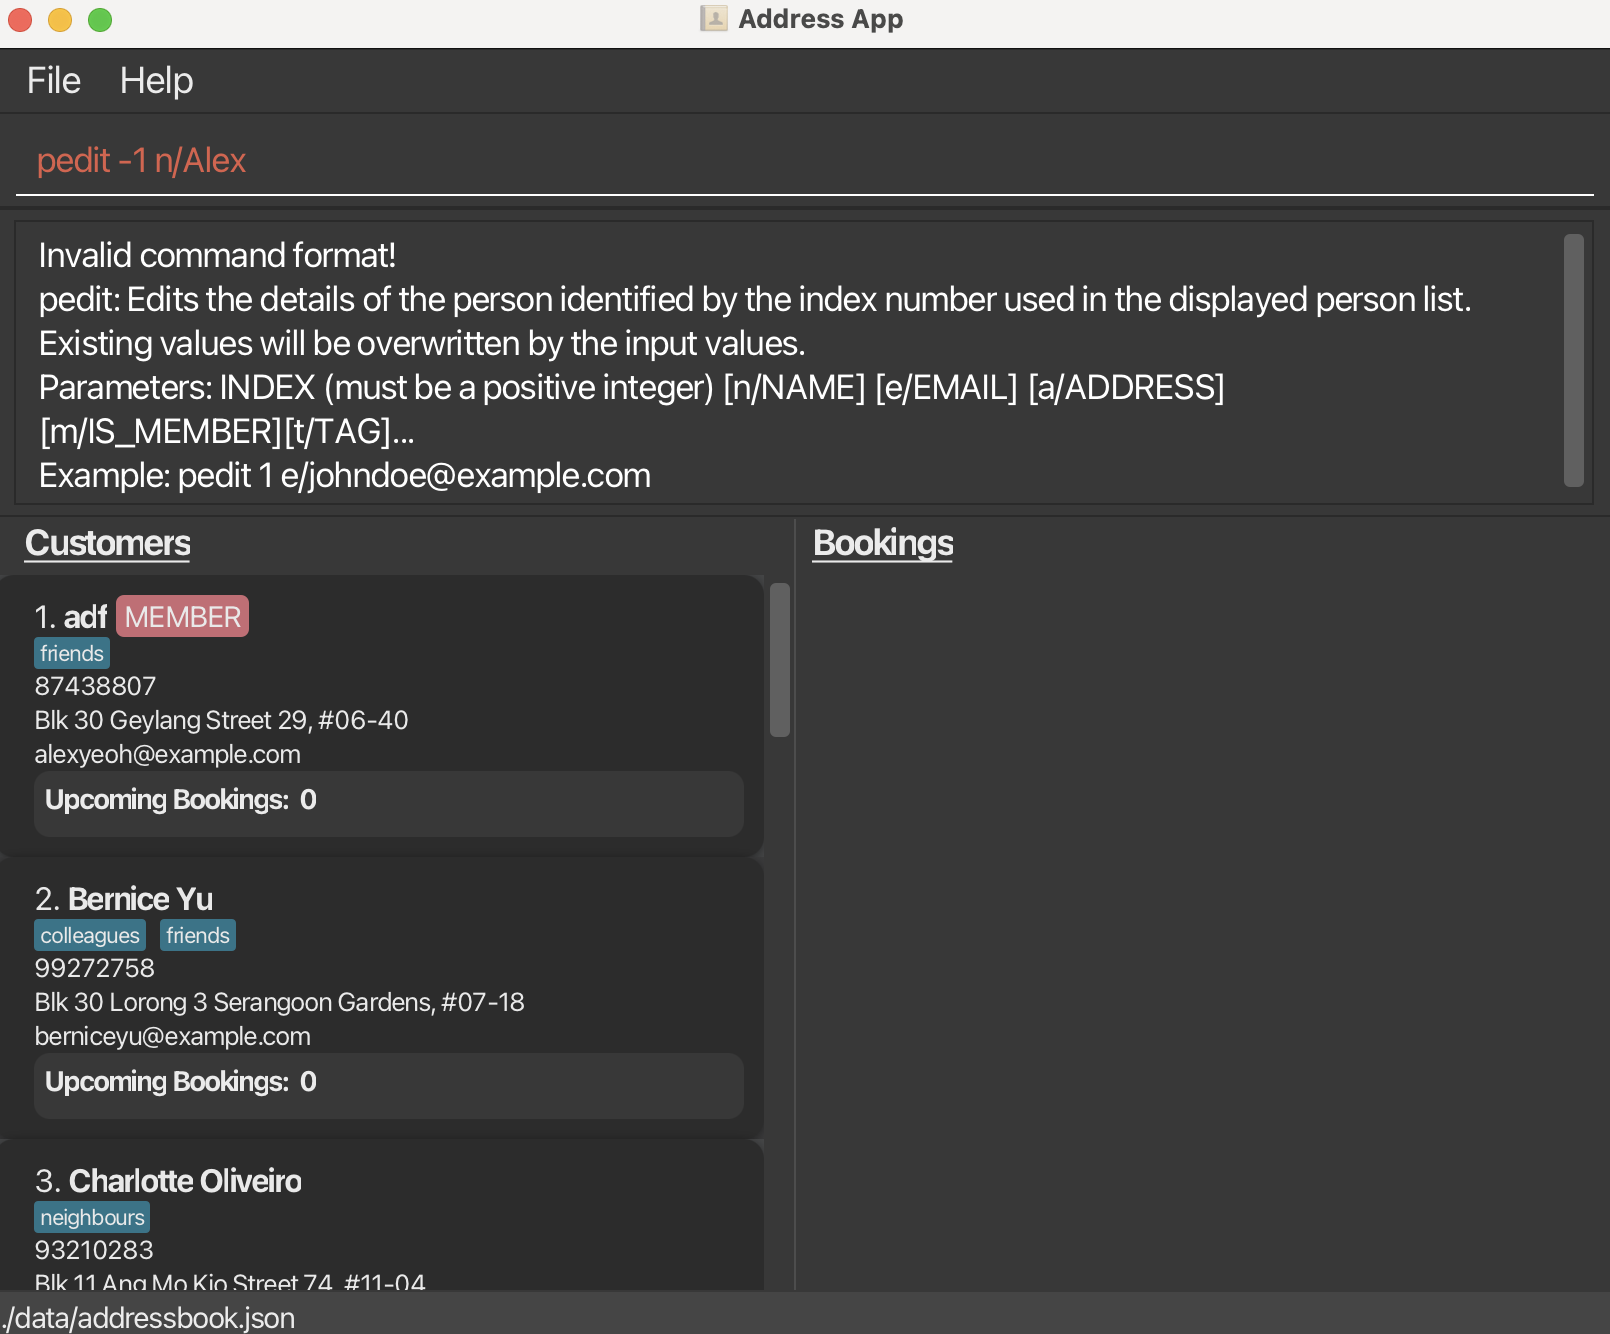 Address App
File Help
pedit -1 n/Alex
Invalid command format!
pedit: Edits the details of the person identified by the index number used in the displayed person list.
Existing values will be overwritten by the input values.
Parameters: INDEX (must be a positive integer) [n/NAME] [e/EMAIL] [a/ADDRESS]
[m/IS_MEMBER][t/TAG]...
Example: pedit 1 e/johndoe@example.com
Customers
1. adf MEMBER
friends
87438807
Blk 30 Geylang Street 29, #06-40
alexyeoh@example.com
Upcoming Bookings: 0
2. Bernice Yu
colleagues friends
99272758
Blk 30 Lorong 3 Serangoon Gardens, #07-18
berniceyu@example.com
Upcoming Bookings: 0
3. Charlotte Oliveiro
neighbours
93210283
Blk 11 Ang Mo Kio Street 74, #11-04
Bookings
./data/addressbook.json